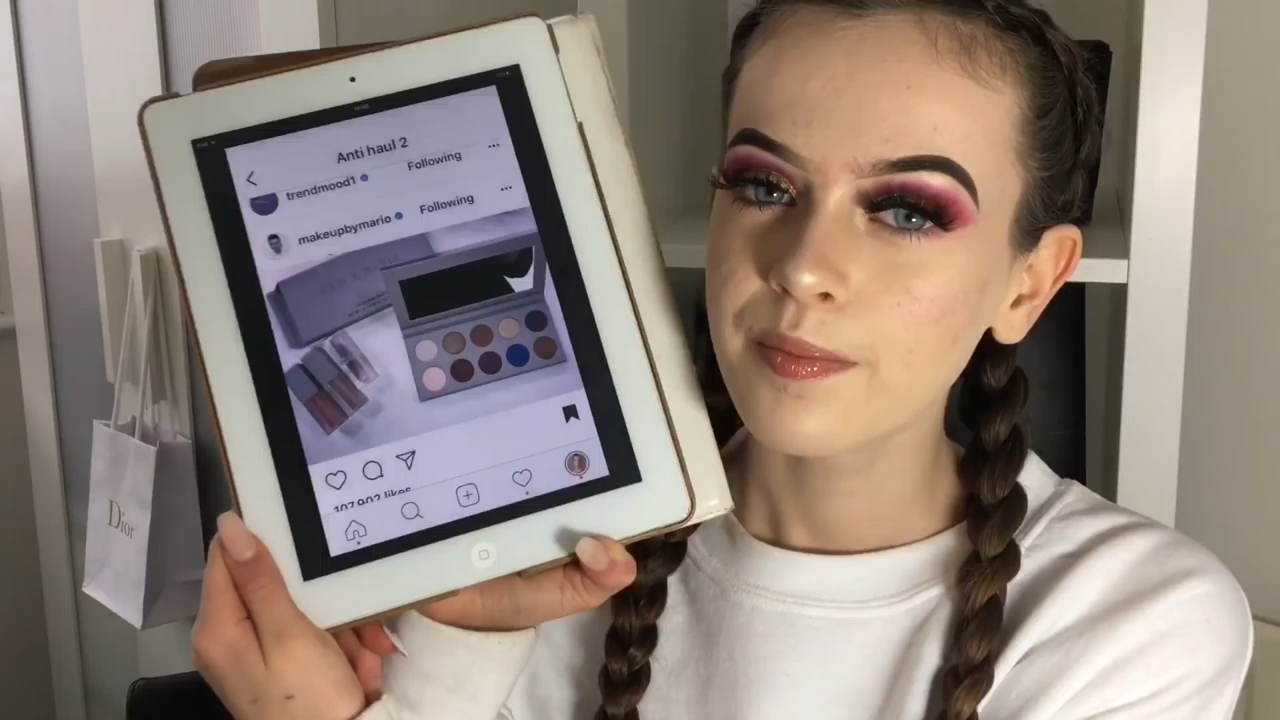 Anti haul 2
trendmood1
Following
makeupbymario
Following
107,902 likes
Dior